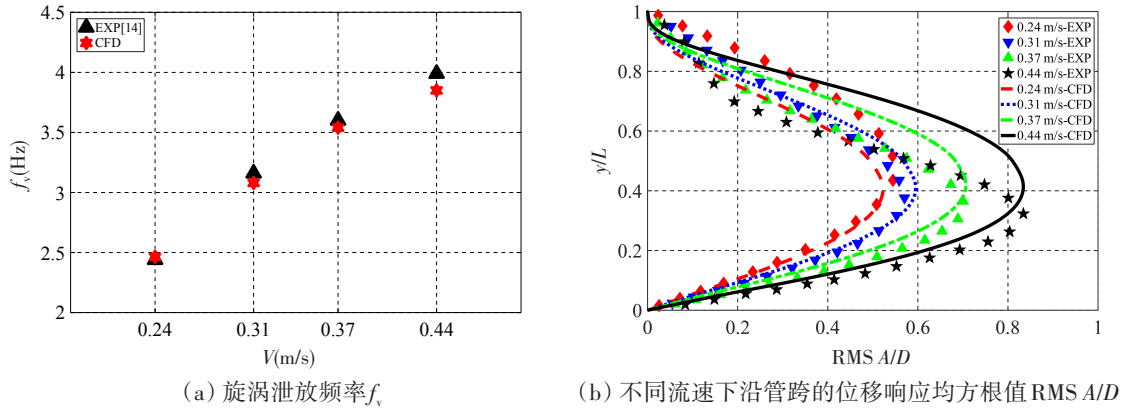 4.5
4
3.5
3
2.5
2
f_v(Hz)
EXP[14]
CFD
0.24
0.31
0.37
0.44
V(m/s)
(a) 旋涡泄放频率f_v
1
0.8
0.6
0.4
0.2
0
y/L
0.24 m/s-EXP
0.31 m/s-EXP
0.37 m/s-EXP
0.44 m/s-EXP
0.24 m/s-CFD
0.31 m/s-CFD
0.37 m/s-CFD
0.44 m/s-CFD
0
0.2
0.4
0.6
0.8
1
RMS A/D
(b) 不同流速下沿管跨的位移响应均方根值 RMS A/D